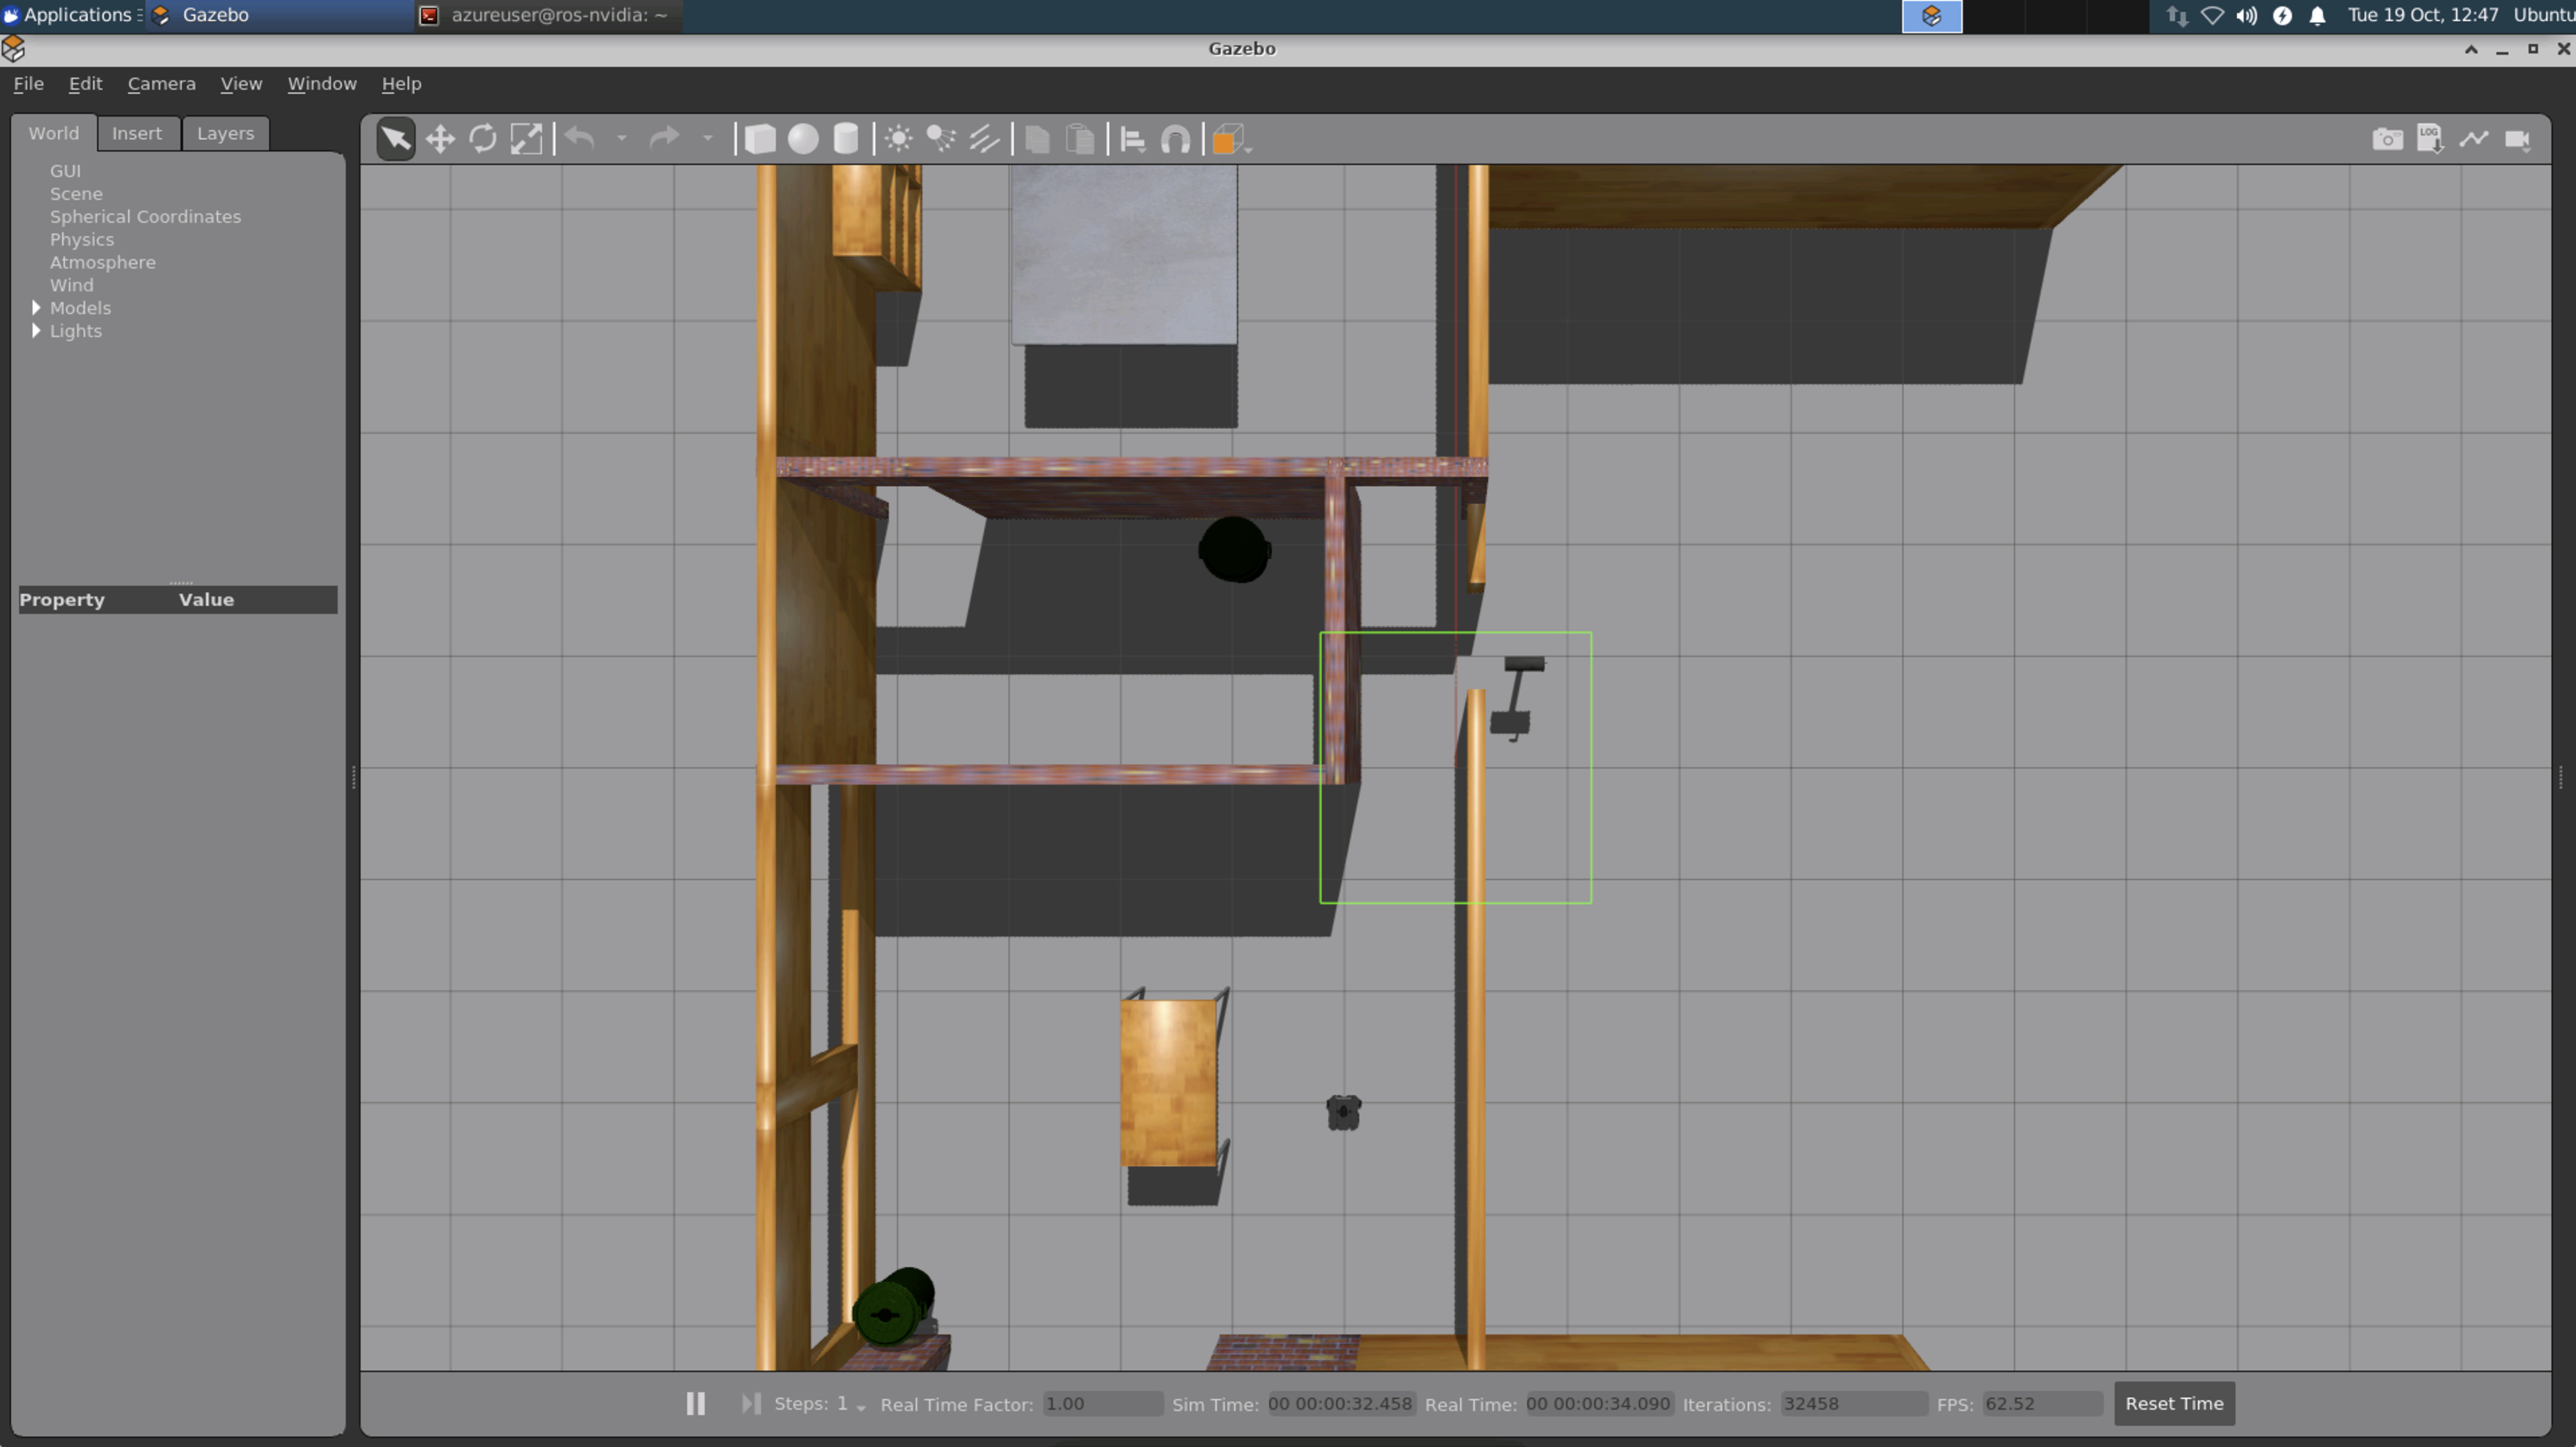 Applications Gazebo azureuser@ros-nvidia: ~ Tue 19 Oct, 12:47 Ubuntu
Gazebo
File Edit Camera View Window Help
World Insert Layers
LOG
GUI
Scene
Spherical Coordinates
Physics
Atmosphere
Wind
Models
Lights
Property Value
Steps: 1 Real Time Factor: 1.00 Sim Time: 00 00:00:32.458 Real Time: 00 00:00:34.090 Iterations: 32458 FPS: 62.52 Reset Time